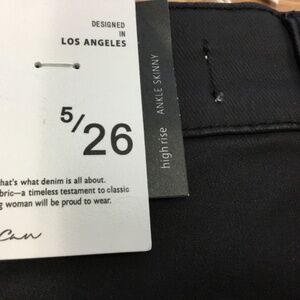 DESIGNED
IN
LOS ANGELES
5/26
hat's what denim is all about.
bric—a timeless testament to classic
g woman will be proud to wear.
high rise ANKLE SKINNY